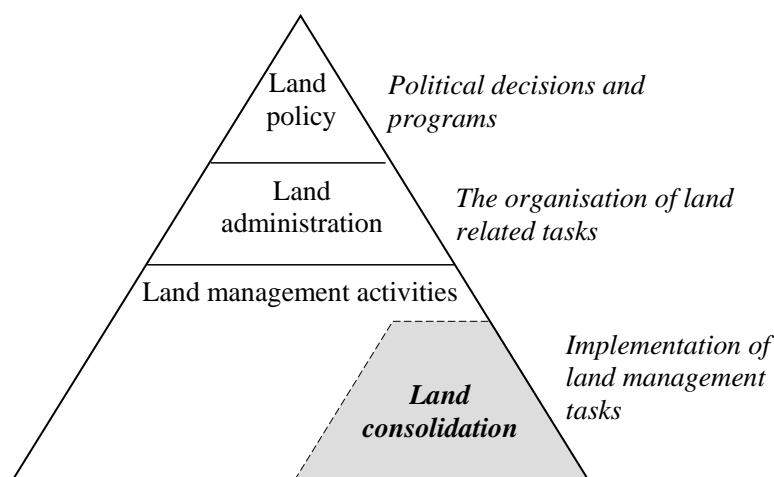 Land
policy
Political decisions and
programs
Land
administration
The organisation of land
related tasks
Land management activities
Implementation of
land management
tasks
Land
consolidation